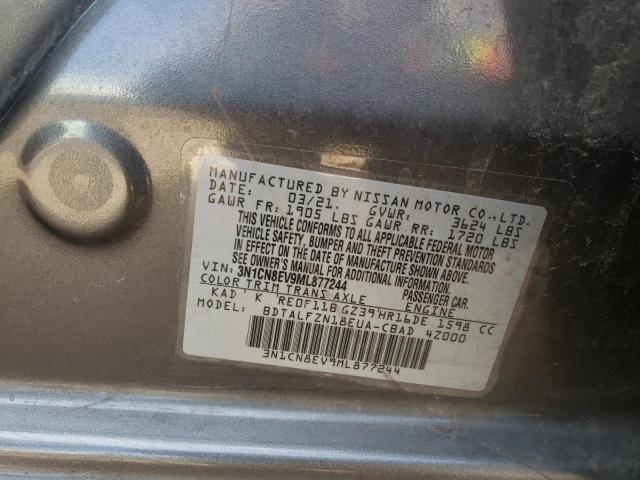 MANUFACTURED BY NISSAN MOTOR CO., LTD.
DATE: 03/21. GVWR: 3624 LBS
GAWR FR: 1905 LBS GAWR RR: 1720 LBS
THIS VEHICLE CONFORMS TO ALL APPLICABLE FEDERAL MOTOR
VEHICLE SAFETY, BUMPER AND THEFT PREVENTION STANDARDS
IN EFFECT ON THE DATE OF MANUFACTURE SHOWN ABOVE.
SEE OWNER'S MANUAL FOR ADDITIONAL INFORMATION.
VIN: 3N1CN8EV9ML877244 PASSENGER CAR.
COLOR TRIM TRANS AXLE ENGINE
KAD K RE0F11B GZ39 HR16DE 1598 CC
MODEL: BDTALFZN18EUA-CBAD 4Z000
3N1CN8EV9ML877244